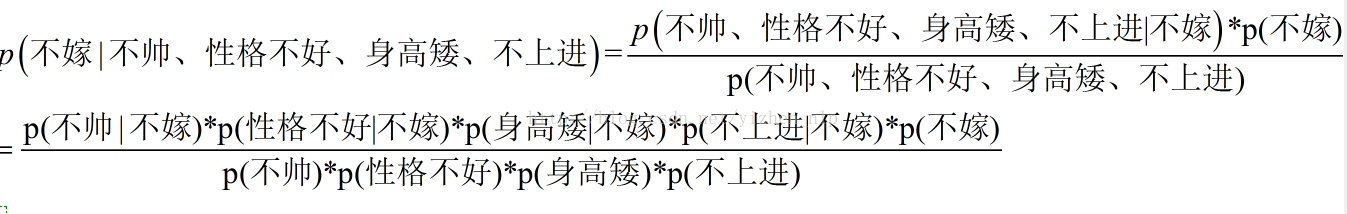 p(不嫁|不帅、性格不好、身高矮、不上进)=p(不帅、性格不好、身高矮、不上进|不嫁)*p(不嫁)
p(不帅、性格不好、身高矮、不上进)
=p(不帅|不嫁)*p(性格不好|不嫁)*p(身高矮|不嫁)*p(不上进|不嫁)*p(不嫁)
p(不帅)*p(性格不好)*p(身高矮)*p(不上进)